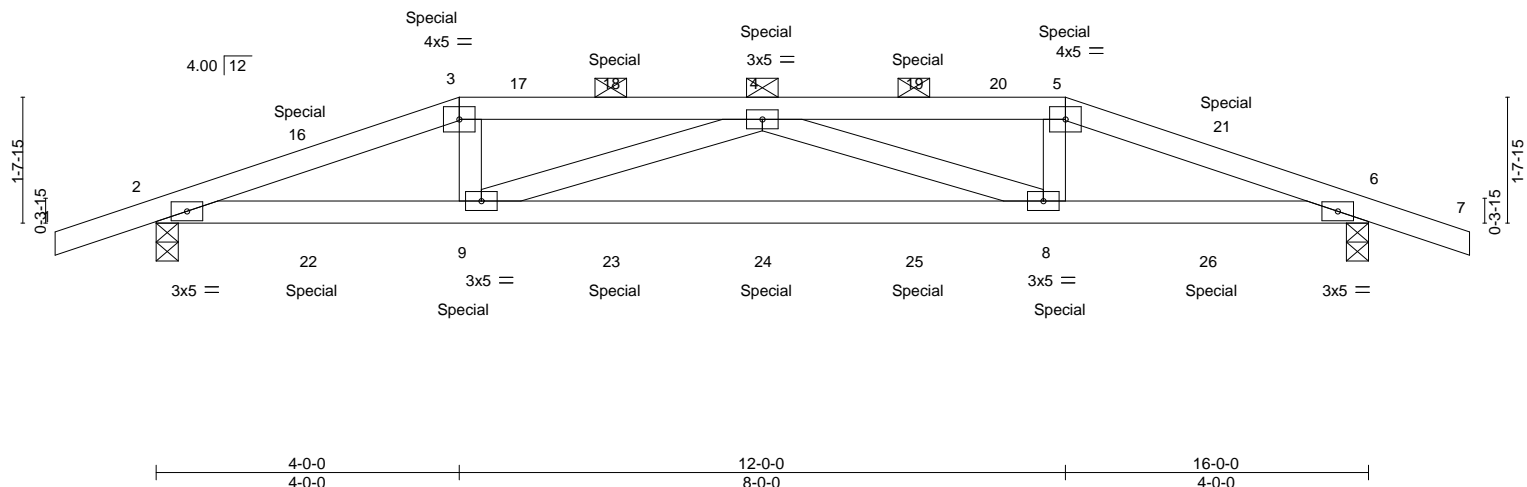 Special
4x5
Special
3x5
Special
4x5
Special
Special
4.00 12
3
17
18
4
19
20
5
Special
16
Special
21
1-7-15
1-7-15
2
6
0-3-15
0-3-15
7
22
9
23
24
25
8
26
3x5
Special
3x5
Special
Special
Special
3x5
Special
3x5
Special
Special
4-0-0
12-0-0
16-0-0
4-0-0
8-0-0
4-0-0